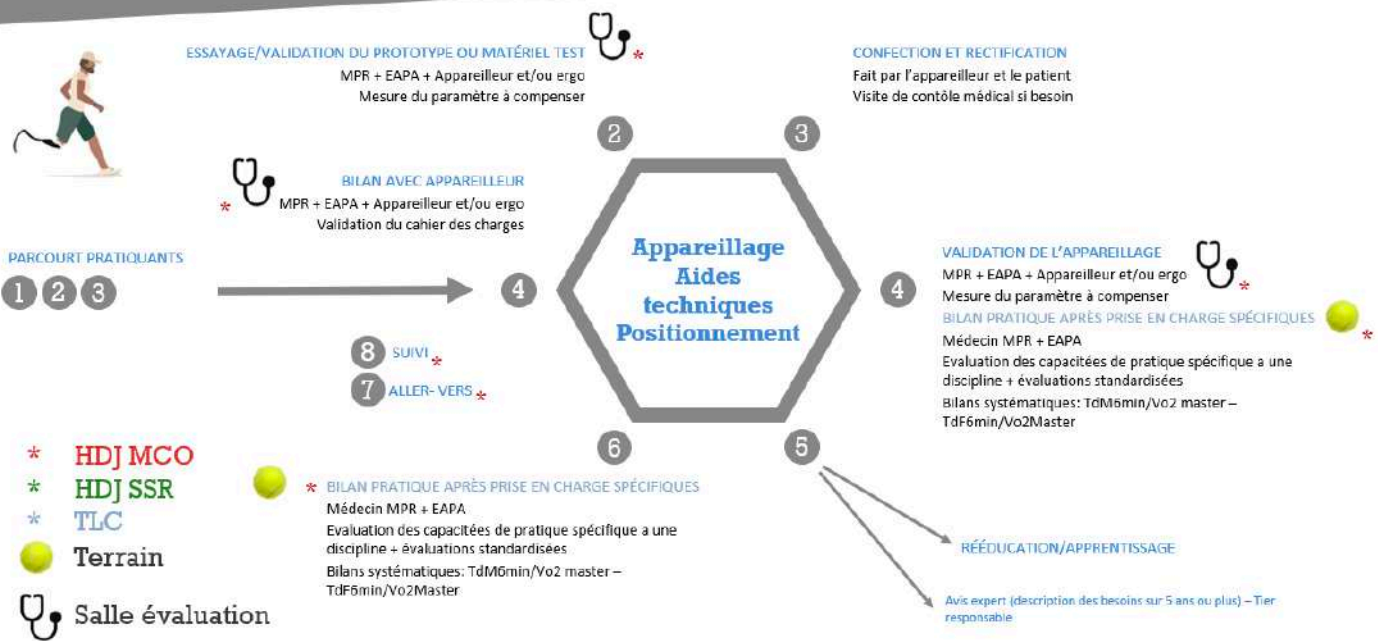 ESSAYAGE/VALIDATION DU PROTOTYPE OU MATÉRIEL TEST
*
MPR + EAPA + Appareilleur et/ou ergo
Mesure du paramètre à compenser
2
CONFECTION ET RECTIFICATION
Fait par l'appareilleur et le patient
Visite de contôle médical si besoin
3
BILAN AVEC APPAREILLEUR
*
MPR + EAPA + Appareilleur et/ou ergo
Validation du cahier des charges
PARCOURT PRATIQUANTS
1 2 3
4
Appareillage
Aides
techniques
Positionnement
4
VALIDATION DE L'APPAREILLAGE
MPR + EAPA + Appareilleur et/ou ergo
*
Mesure du paramètre à compenser
BILAN PRATIQUE APRÈS PRISE EN CHARGE SPÉCIFIQUES
*
Médecin MPR + EAPA
Evaluation des capacitées de pratique spécifique a une
discipline + évaluations standardisées
Bilans systématiques: TdM6min/Vo2 master –
TdF6min/Vo2Master
8 SUIVI *
7 ALLER- VERS *
6
5
* BILAN PRATIQUE APRÈS PRISE EN CHARGE SPÉCIFIQUES
Médecin MPR + EAPA
Evaluation des capacitées de pratique spécifique a une
discipline + évaluations standardisées
Bilans systématiques: TdM6min/Vo2 master –
TdF6min/Vo2Master
RÉÉDUCATION/APPRENTISSAGE
Avis expert (description des besoins sur 5 ans ou plus) – Tier
responsable
* HDJ MCO
* HDJ SSR
* TLC
Terrain
Salle évaluation